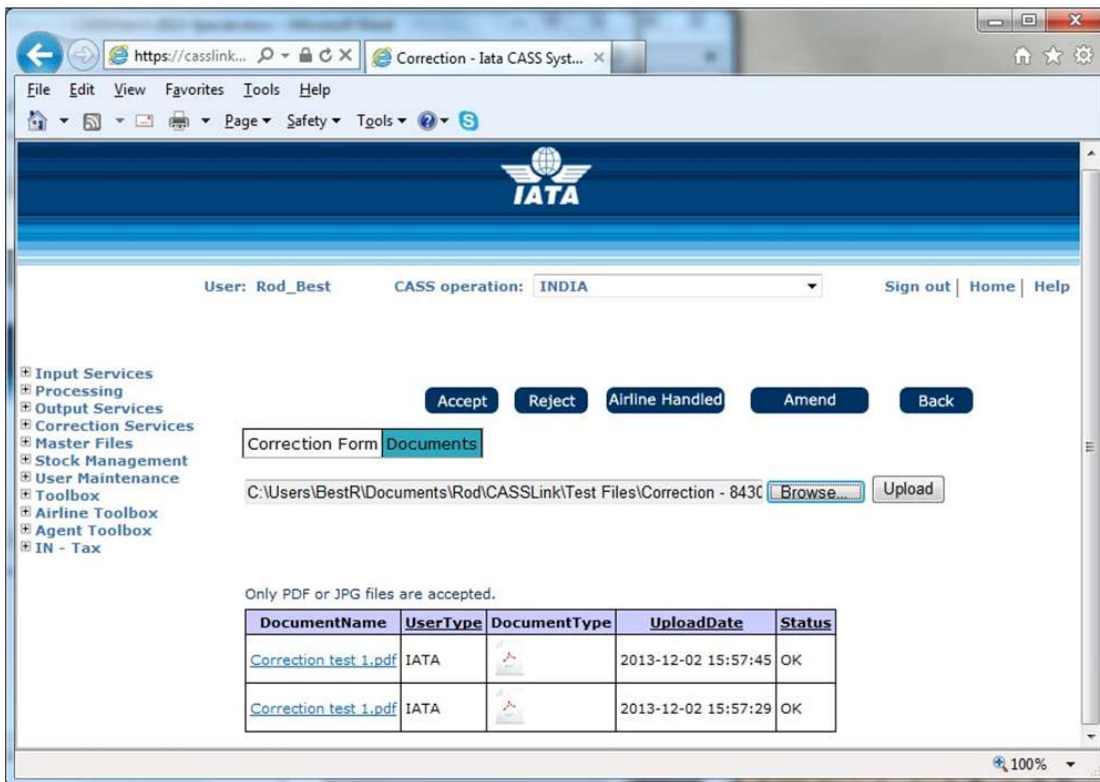 https://casslink...
Correction - Iata CASS Syst...
File Edit View Favorites Tools Help
Page Safety Tools
IATA
User: Rod_Best CASS operation: INDIA Sign out | Home | Help
Input Services
Processing
Output Services
Correction Services
Master Files
Stock Management
User Maintenance
Toolbox
Airline Toolbox
Agent Toolbox
IN - Tax
Accept Reject Airline Handled Amend Back
Correction Form Documents
C:\Users\BestR\Documents\Rod\CASSLink\Test Files\Correction - 8430 Browse... Upload
Only PDF or JPG files are accepted.
DocumentName UserType DocumentType UploadDate Status
Correction test 1.pdf IATA 2013-12-02 15:57:45 OK
Correction test 1.pdf IATA 2013-12-02 15:57:29 OK
100%